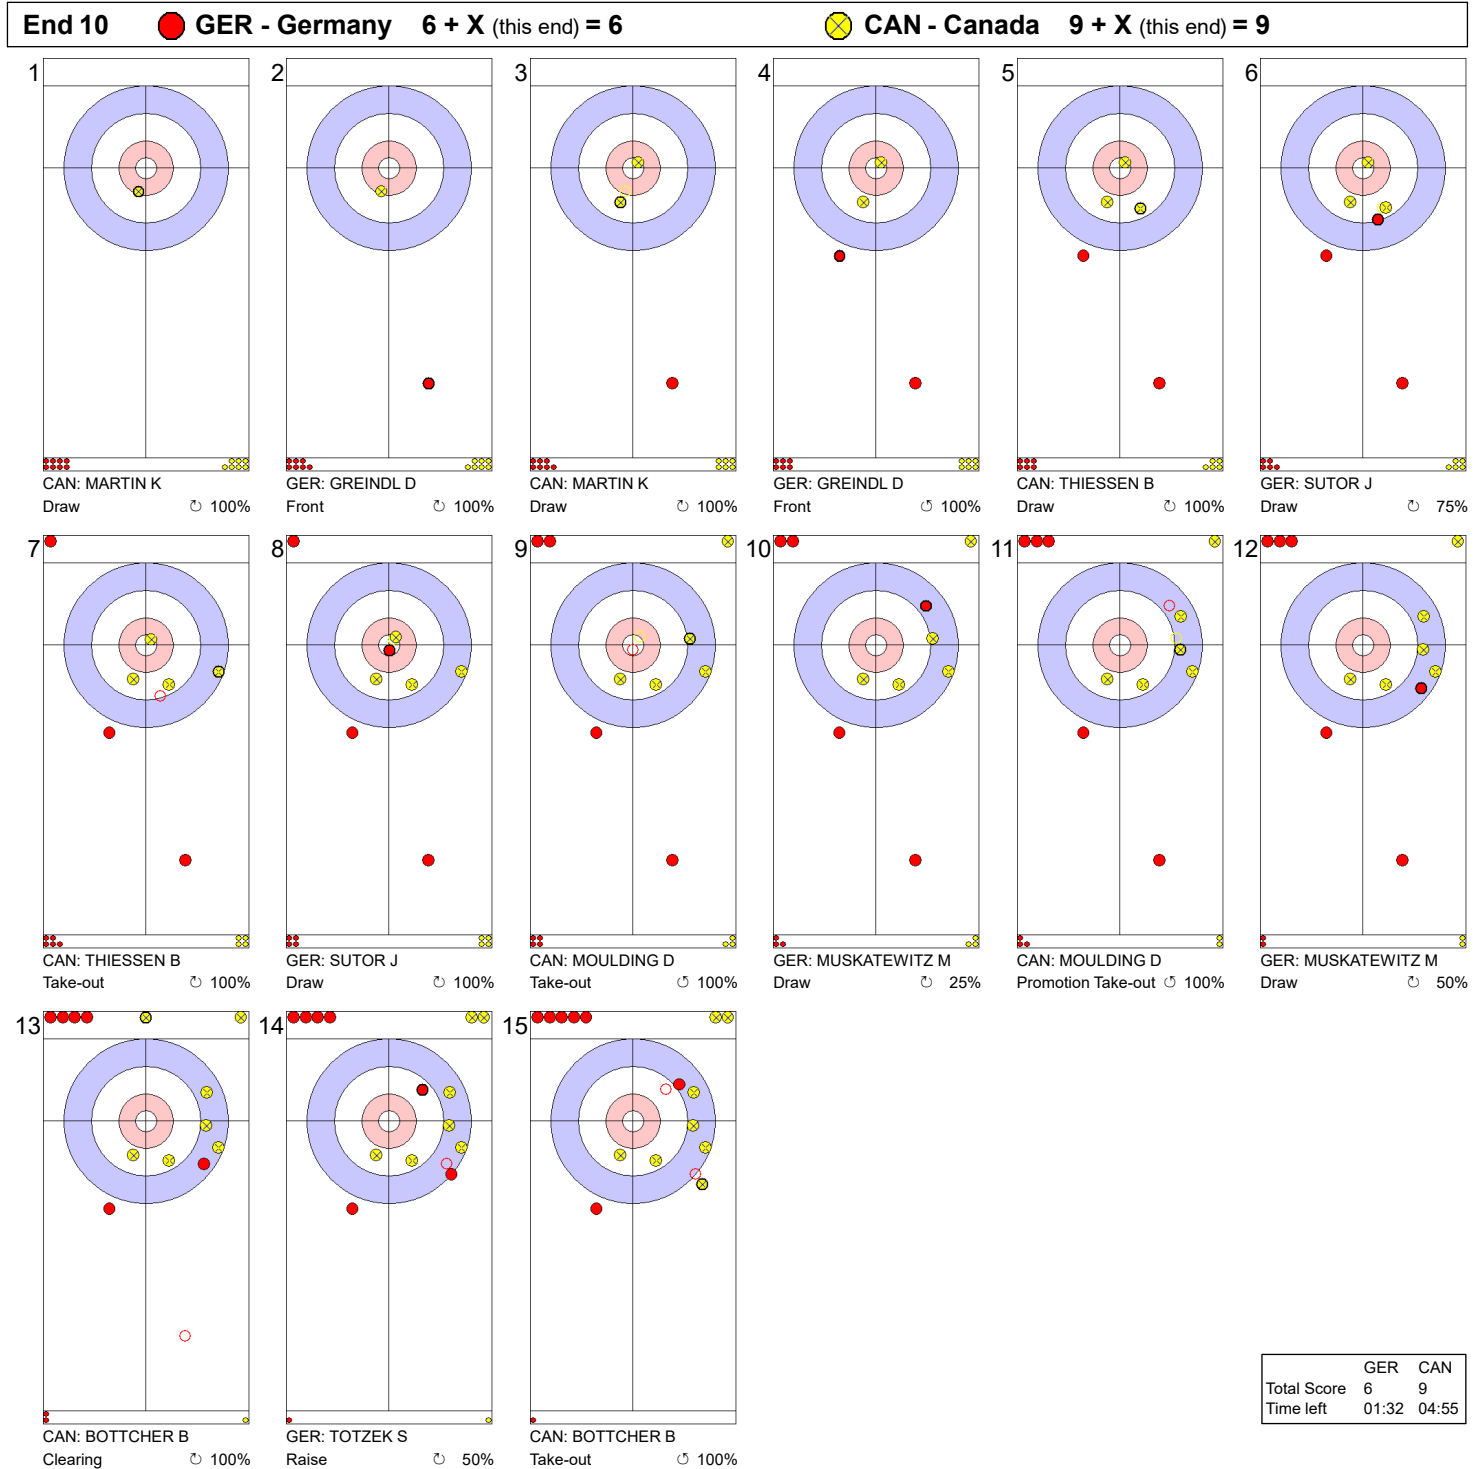 End 10 GER - Germany 6 + X (this end) = 6 CAN - Canada 9 + X (this end) = 9
1 2 3 4 5 6
CAN: MARTIN K GER: GREINDL D CAN: MARTIN K GER: GREINDL D CAN: THIESSEN B GER: SUTOR J
Draw ↻ 100% Front ↻ 100% Draw ↻ 100% Front ↺ 100% Draw ↻ 100% Draw ↻ 75%
7 8 9 10 11 12
CAN: THIESSEN B GER: SUTOR J CAN: MOULDING D GER: MUSKATEWITZ M CAN: MOULDING D GER: MUSKATEWITZ M
Take-out ↻ 100% Draw ↻ 100% Take-out ↺ 100% Draw ↻ 25% Promotion Take-out ↺ 100% Draw ↻ 50%
13 14 15
CAN: BOTTCHER B GER: TOTZEK S CAN: BOTTCHER B
Clearing ↻ 100% Raise ↻ 50% Take-out ↺ 100%
GER CAN
Total Score 6 9
Time left 01:32 04:55